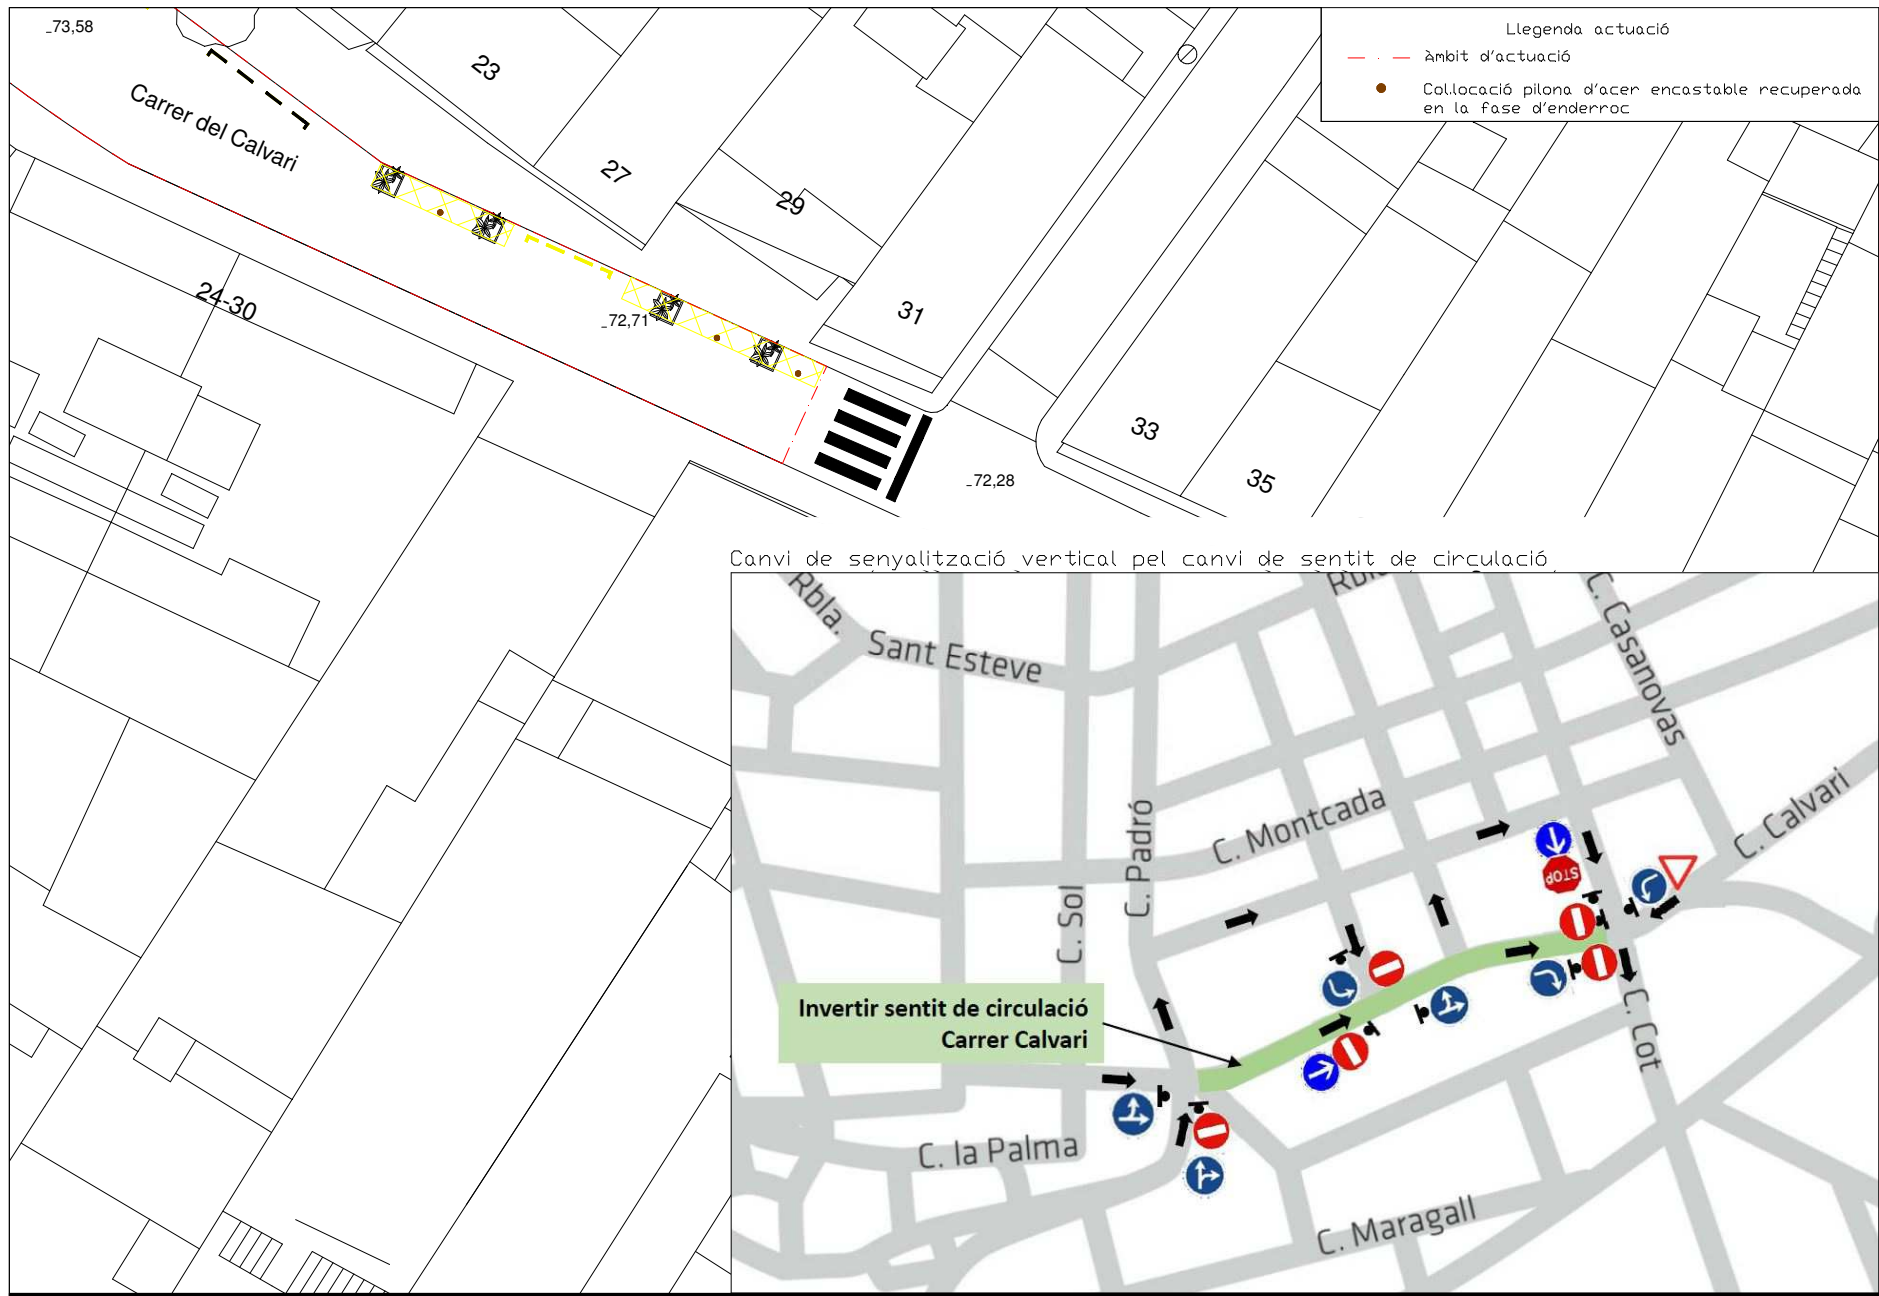 -73,58
23
Llegenda actuació
Àmbit d'actuació
Col.locació pilona d'acer encastable recuperada
en la fase d'enderroc
Carrer del Calvari
27
29
24-30
-72,71
31
33
35
-72,28
Canvi de senyalització vertical pel canvi de sentit de circulació
Rbla.
Sant Esteve
C. Casanovas
C. Padró
C. Montcada
C. Calvari
C. Sol
STOP
Invertir sentit de circulació
Carrer Calvari
C. Cot
C. la Palma
C. Maragall